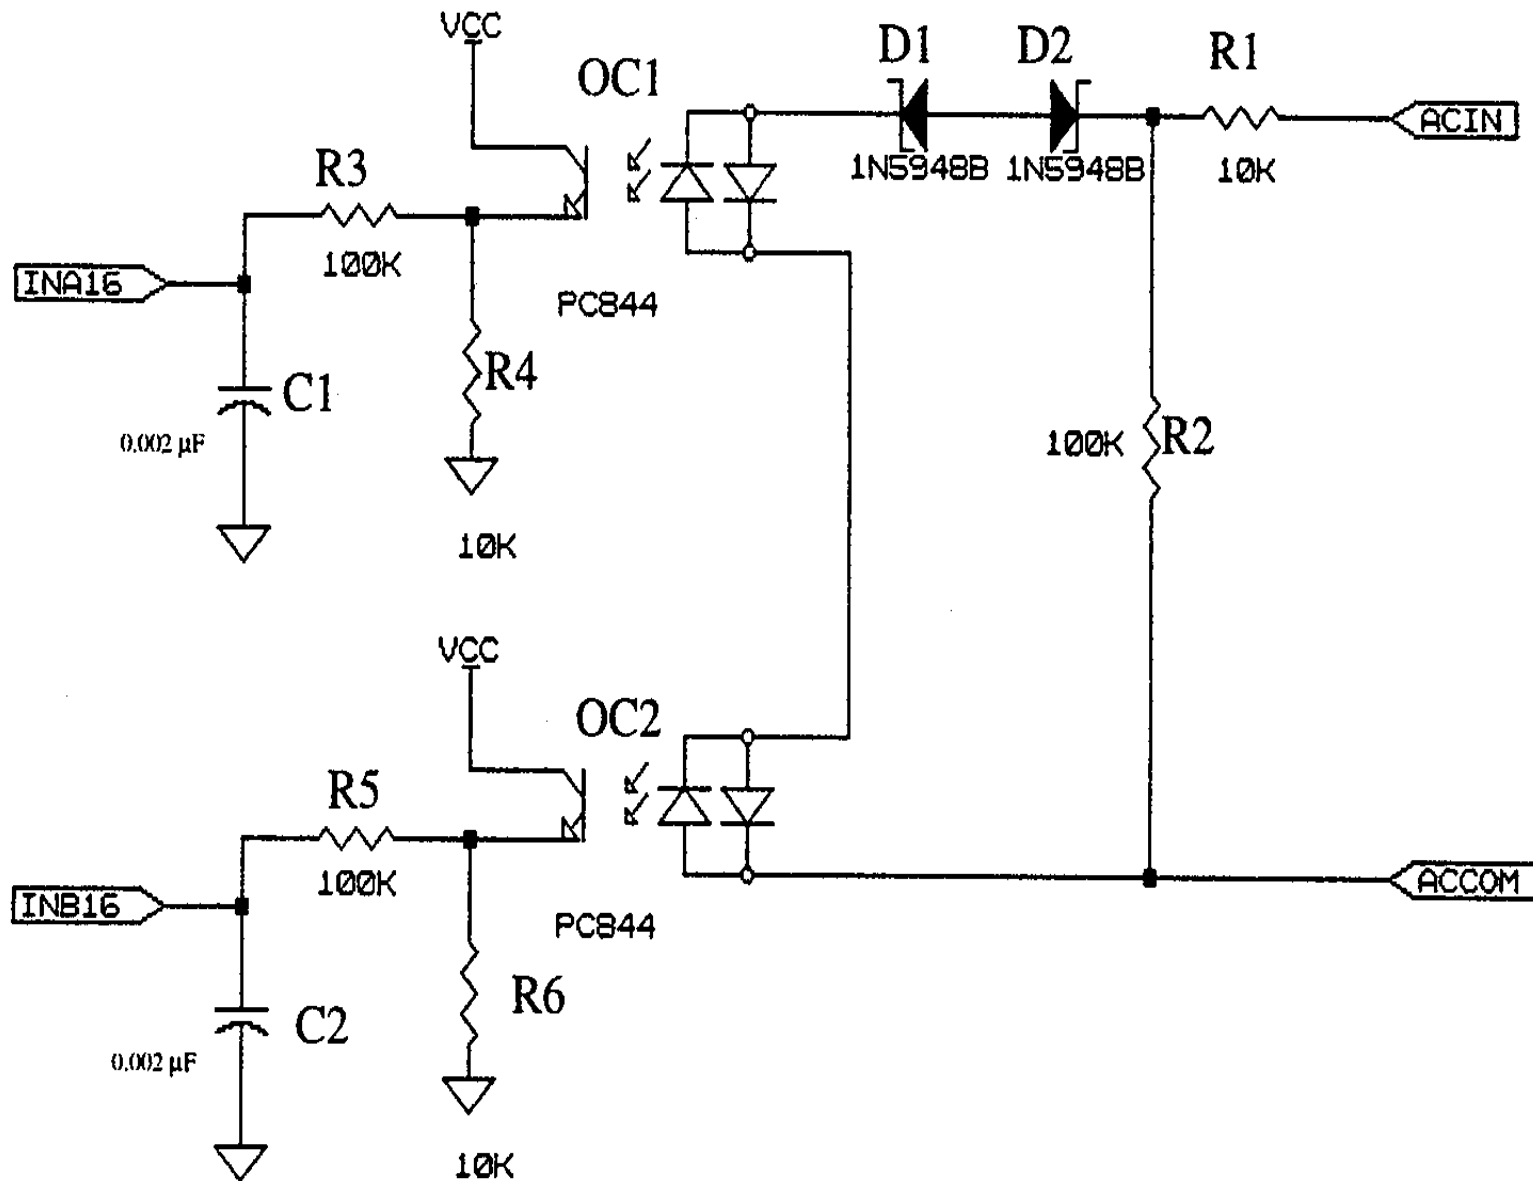 VCC
OC1
D1
D2
R1
ACIN
1N5948B
1N5948B
10K
R3
100K
INA16
PC844
R4
C1
0.002 µF
10K
100K
R2
VCC
OC2
R5
100K
INB16
PC844
ACCOM
R6
C2
0.002 µF
10K